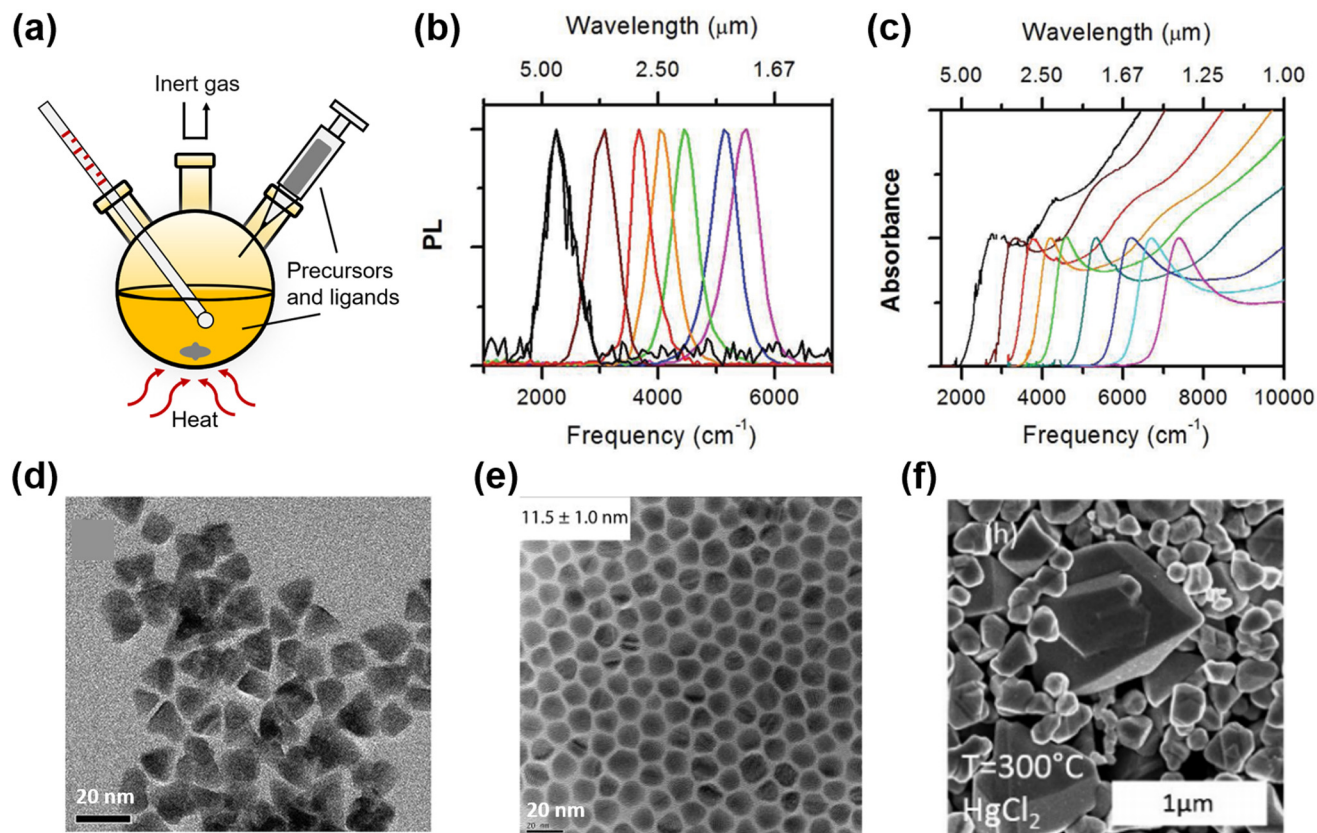 (a)
Inert gas
Precursors
and ligands
Heat
(b)
Wavelength (μm)
5.00 2.50 1.67
PL
2000 4000 6000
Frequency (cm⁻¹)
(c)
Wavelength (μm)
5.00 2.50 1.67 1.25 1.00
Absorbance
2000 4000 6000 8000 10000
Frequency (cm⁻¹)
(d)
20 nm
(e)
11.5 ± 1.0 nm
20 nm
20 nm
(f)
(h)
T=300°C
HgCl₂
1μm